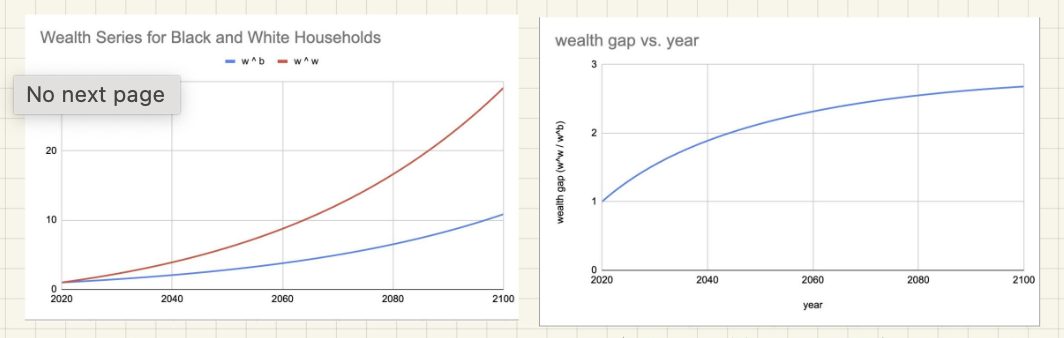 Wealth Series for Black and White Households
w^b w^w
No next page
20
10
0
2020 2040 2060 2080 2100
wealth gap vs. year
wealth gap (w^w / w^b)
3
2
1
0
2020 2040 2060 2080 2100
year